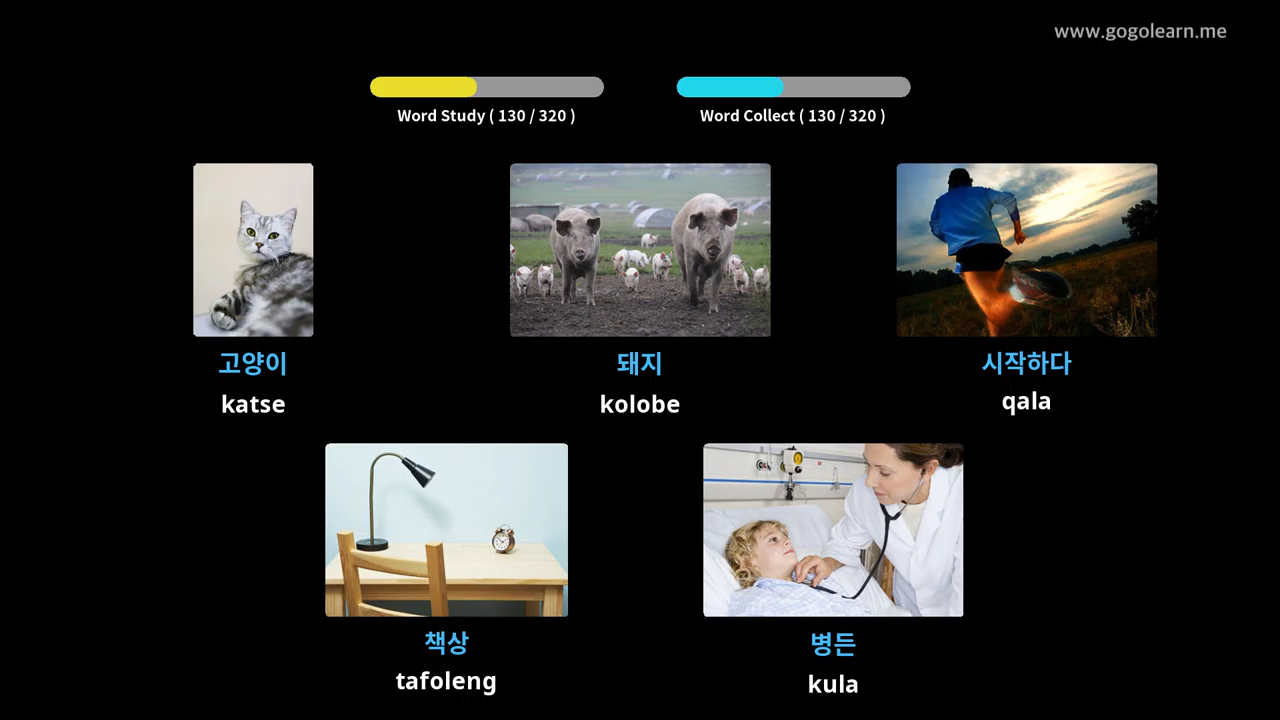 www.gogolearn.me
Word Study ( 130 / 320 )
Word Collect ( 130 / 320 )
고양이
katse
돼지
kolobe
시작하다
qala
책상
tafoleng
병든
kula